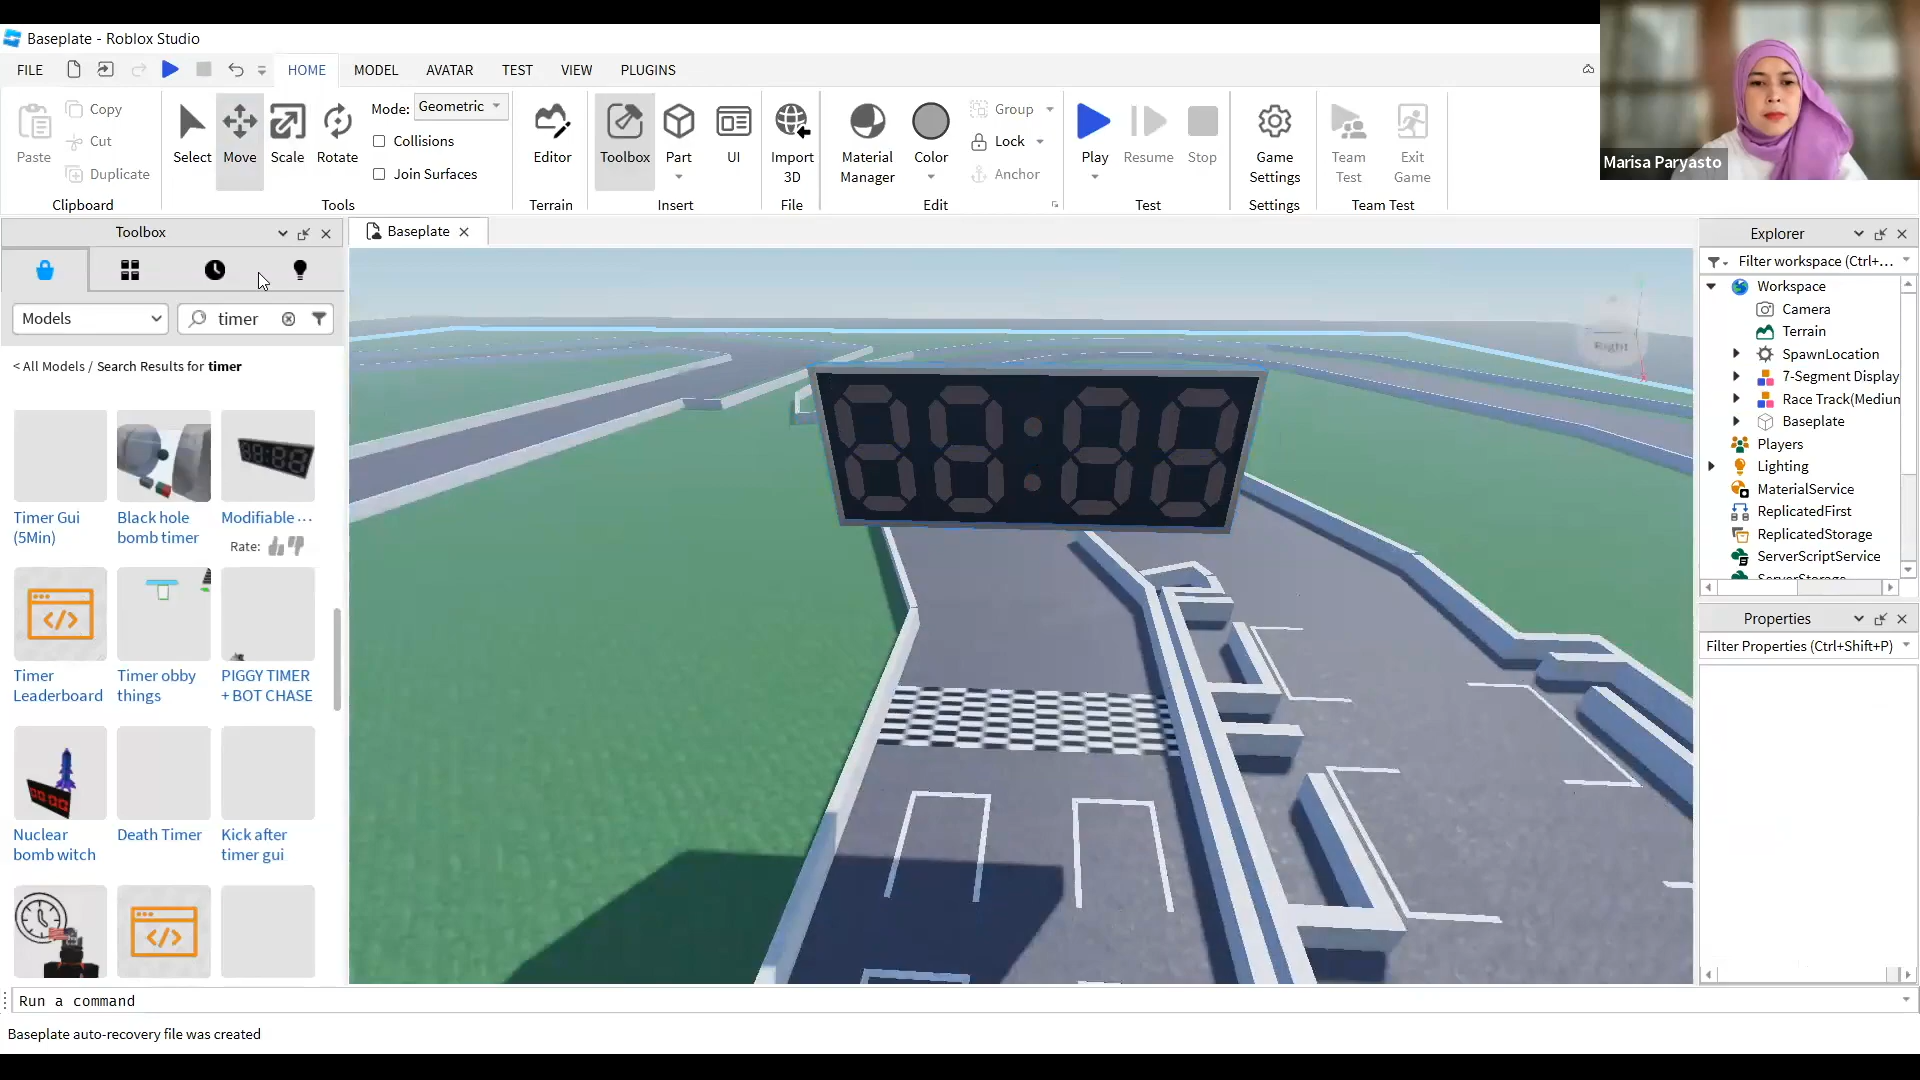 Baseplate - Roblox Studio
FILE
HOME
MODEL
AVATAR
TEST
VIEW
PLUGINS
Paste
Copy
Cut
Duplicate
Clipboard
Select
Move
Scale
Rotate
Mode: Geometric
Collisions
Join Surfaces
Tools
Editor
Terrain
Toolbox
Part
UI
Insert
Import
3D
File
Material
Manager
Color
Group
Lock
Anchor
Edit
Play
Resume
Stop
Test
Game
Settings
Settings
Team
Test
Exit
Game
Team Test
Marisa Paryasto
Toolbox
Models
timer
< All Models / Search Results for timer
Timer Gui
(5Min)
Black hole
bomb timer
Modifiable ...
Rate:
Timer
Leaderboard
Timer obby
things
PIGGY TIMER
+ BOT CHASE
Nuclear
bomb witch
Death Timer
Kick after
timer gui
Baseplate
88:88
Right
Explorer
Filter workspace (Ctrl+...
Workspace
Camera
Terrain
SpawnLocation
7-Segment Display
Race Track(Medium
Baseplate
Players
Lighting
MaterialService
ReplicatedFirst
ReplicatedStorage
ServerScriptService
ServerStorage
Properties
Filter Properties (Ctrl+Shift+P)
Run a command
Baseplate auto-recovery file was created